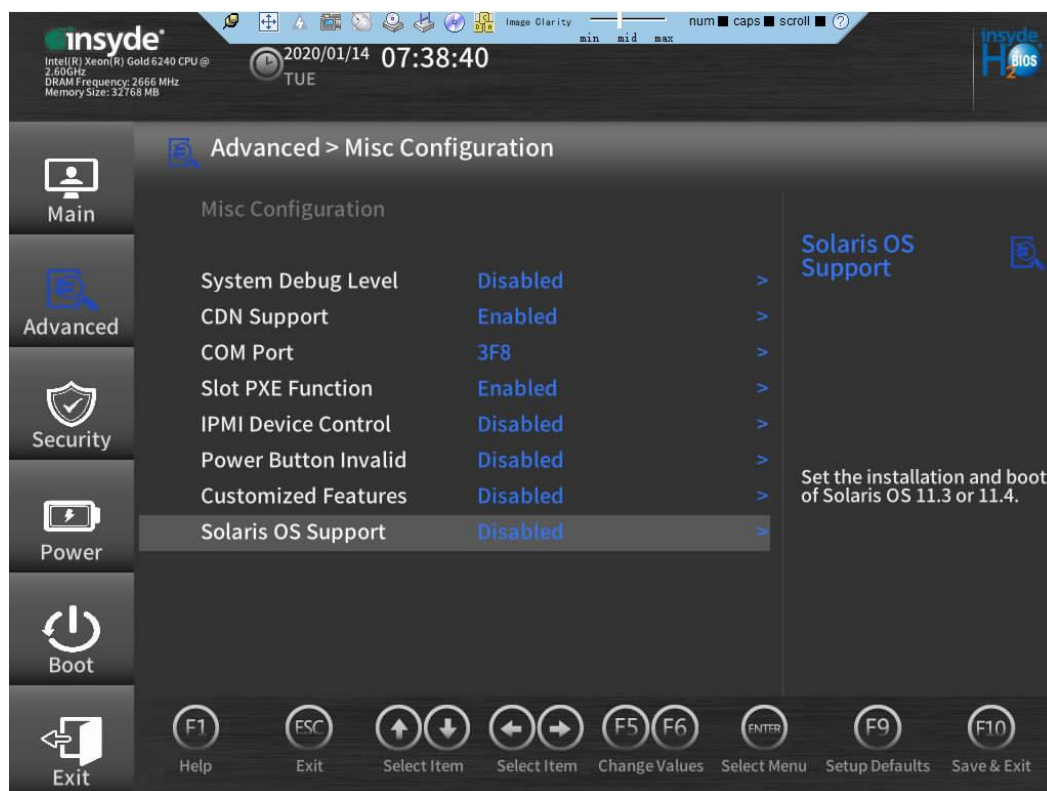 insyde
Intel(R) Xeon(R) Gold 6240 CPU @
2.60GHz
DRAM Frequency: 2666 MHz
Memory Size: 32768 MB
Image Clarity
min mid max
num caps scroll
2020/01/14 07:38:40
TUE
insyde
H2O BIOS
Advanced > Misc Configuration
Main
Advanced
Security
Power
Boot
Exit
Misc Configuration
System Debug Level Disabled >
CDN Support Enabled >
COM Port 3F8 >
Slot PXE Function Enabled >
IPMI Device Control Disabled >
Power Button Invalid Disabled >
Customized Features Disabled >
Solaris OS Support Disabled >
Solaris OS
Support
Set the installation and boot
of Solaris OS 11.3 or 11.4.
F1 ESC F5 F6 ENTER F9 F10
Help Exit Select Item Select Item Change Values Select Menu Setup Defaults Save & Exit